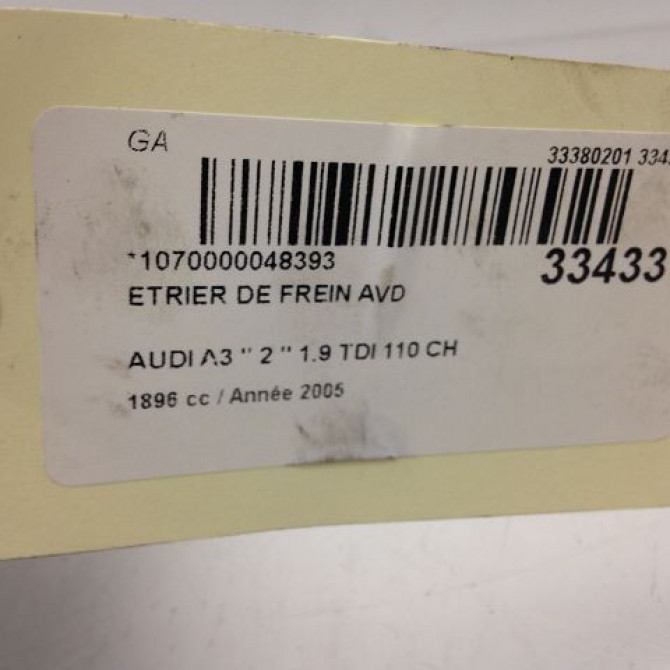 GA
33380201 334
*1070000048393
33433
ETRIER DE FREIN AVD
AUDI A3 " 2 " 1.9 TDI 110 CH
1896 cc / Année 2005